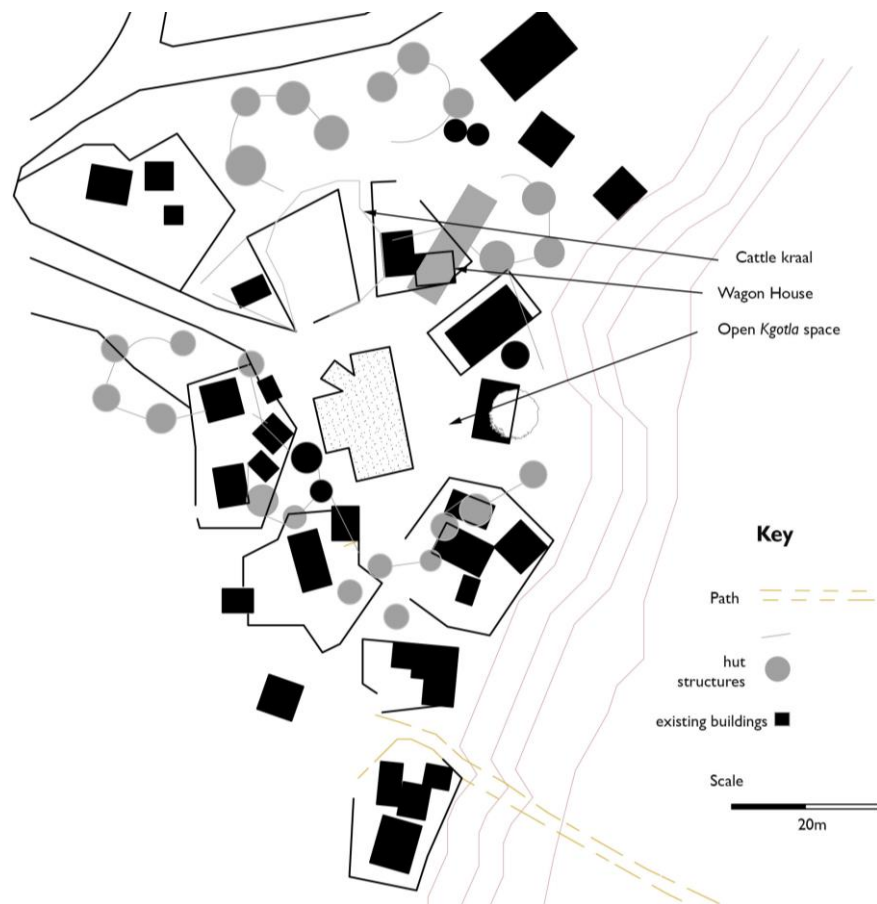 Cattle kraal
Wagon House
Open Kgotla space
Key
Path
hut
structures
existing buildings
Scale
20m